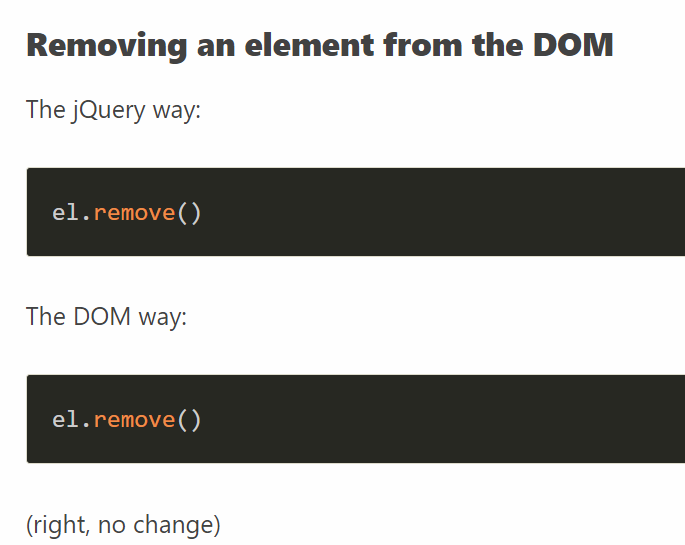 Removing an element from the DOM
The jQuery way:
el.remove()
The DOM way:
el.remove()
(right, no change)